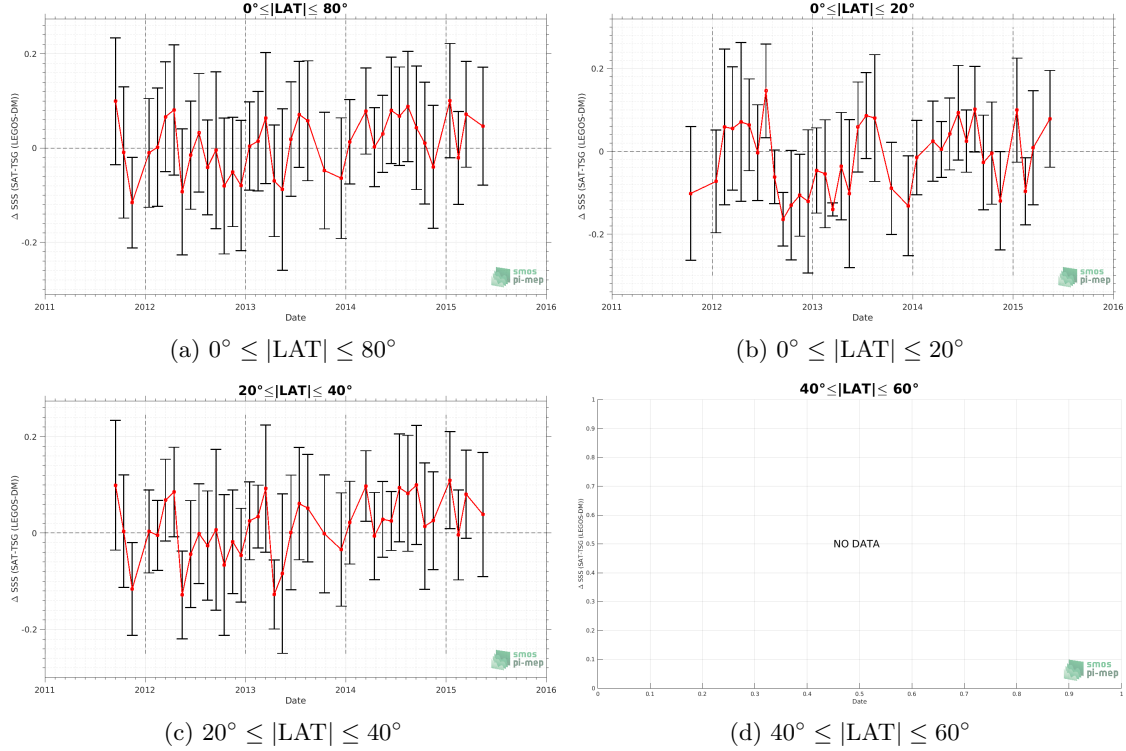 0°≤|LAT|≤ 80°
Δ SSS (SAT-TSG (LEGOS-DM))
0.2
0
-0.2
2011 2012 2013 2014 2015 2016
Date
smos
pi-mep
(a) 0° ≤ |LAT| ≤ 80°
0°≤|LAT|≤ 20°
Δ SSS (SAT-TSG (LEGOS-DM))
0.2
0
-0.2
2011 2012 2013 2014 2015 2016
Date
smos
pi-mep
(b) 0° ≤ |LAT| ≤ 20°
20°≤|LAT|≤ 40°
Δ SSS (SAT-TSG (LEGOS-DM))
0.2
0
-0.2
2011 2012 2013 2014 2015 2016
Date
smos
pi-mep
(c) 20° ≤ |LAT| ≤ 40°
40°≤|LAT|≤ 60°
Δ SSS (SAT-TSG (LEGOS-DM))
1
0.9
0.8
0.7
0.6
0.5
0.4
0.3
0.2
0.1
0
NO DATA
0 0.1 0.2 0.3 0.4 0.5 0.6 0.7 0.8 0.9 1
Date
smos
pi-mep
(d) 40° ≤ |LAT| ≤ 60°